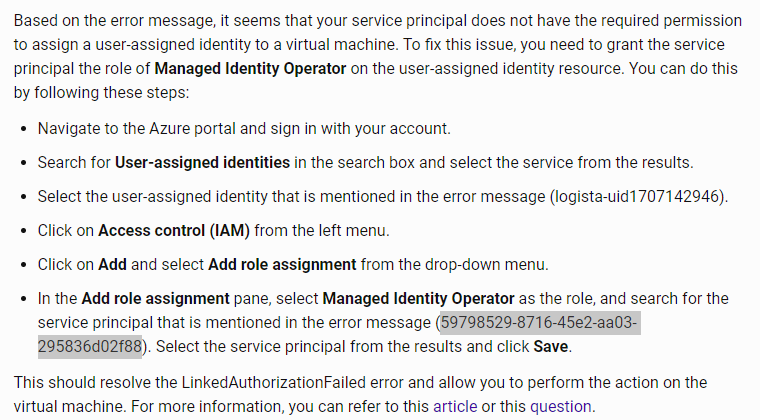 Based on the error message, it seems that your service principal does not have the required permission
to assign a user-assigned identity to a virtual machine. To fix this issue, you need to grant the service
principal the role of Managed Identity Operator on the user-assigned identity resource. You can do this
by following these steps:
• Navigate to the Azure portal and sign in with your account.
• Search for User-assigned identities in the search box and select the service from the results.
• Select the user-assigned identity that is mentioned in the error message (logista-uid1707142946).
• Click on Access control (IAM) from the left menu.
• Click on Add and select Add role assignment from the drop-down menu.
• In the Add role assignment pane, select Managed Identity Operator as the role, and search for the
service principal that is mentioned in the error message (59798529-8716-45e2-aa03-
295836d02f88). Select the service principal from the results and click Save.
This should resolve the LinkedAuthorizationFailed error and allow you to perform the action on the
virtual machine. For more information, you can refer to this article or this question.